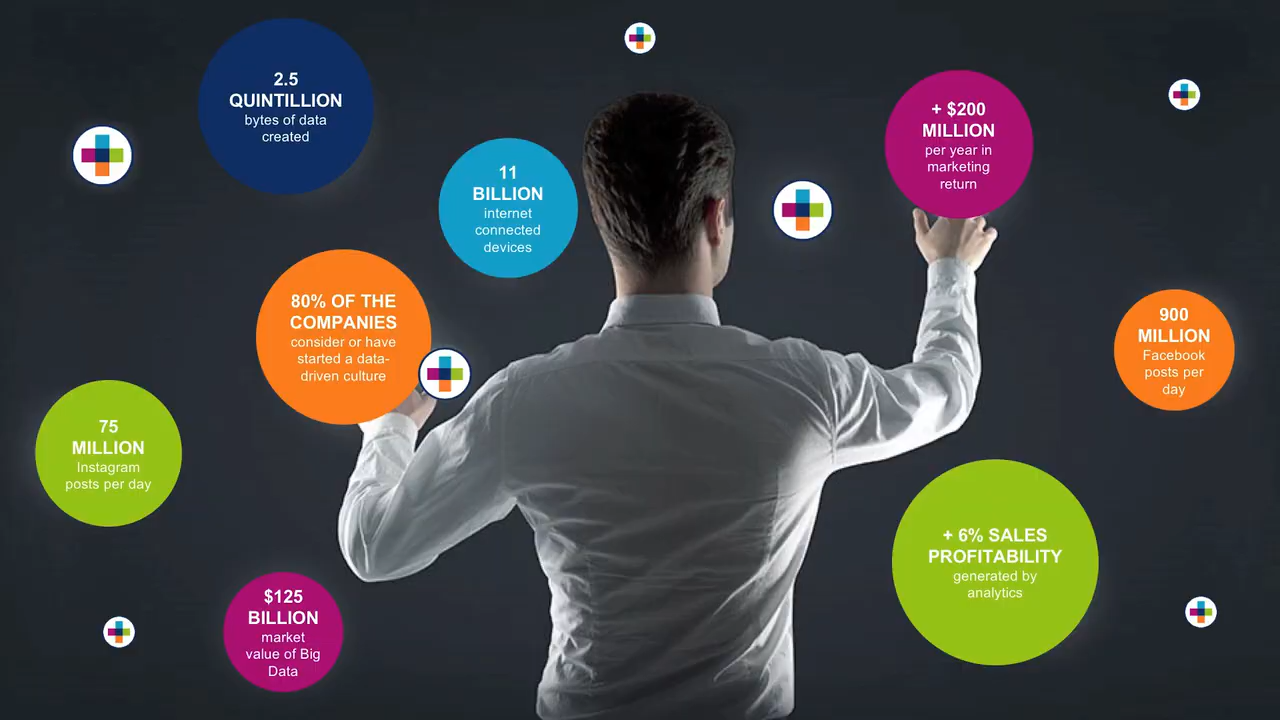 2.5
QUINTILLION
bytes of data
created
11
BILLION
internet
connected
devices
+ $200
MILLION
per year in
marketing
return
80% OF THE
COMPANIES
consider or have
started a data-
driven culture
900
MILLION
Facebook
posts per
day
75
MILLION
Instagram
posts per day
+ 6% SALES
PROFITABILITY
generated by
analytics
$125
BILLION
market
value of Big
Data